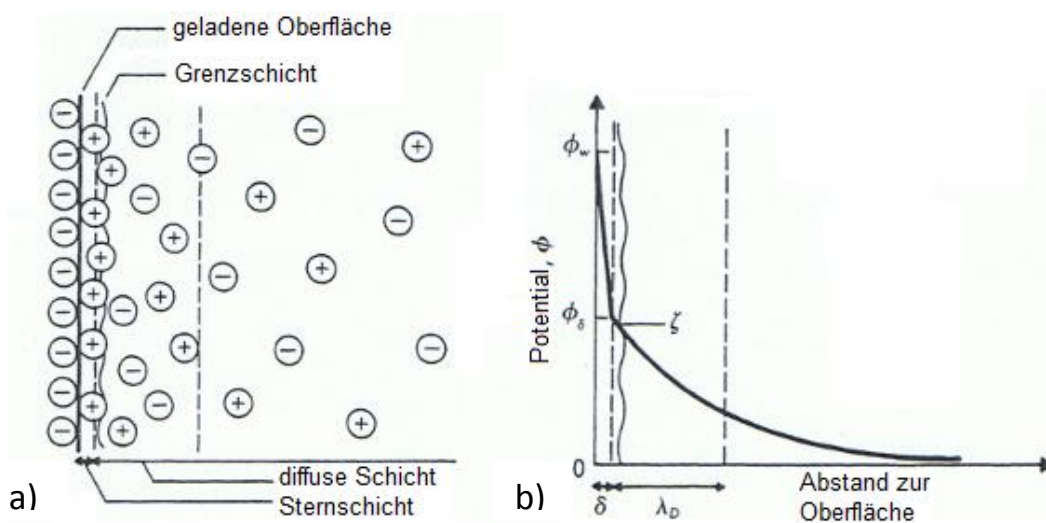 geladene Oberfläche
Grenzschicht
diffuse Schicht
Sternschicht
a)
Potential, ϕ
ϕw
ϕδ
ζ
0
δ
λD
Abstand zur
Oberfläche
b)